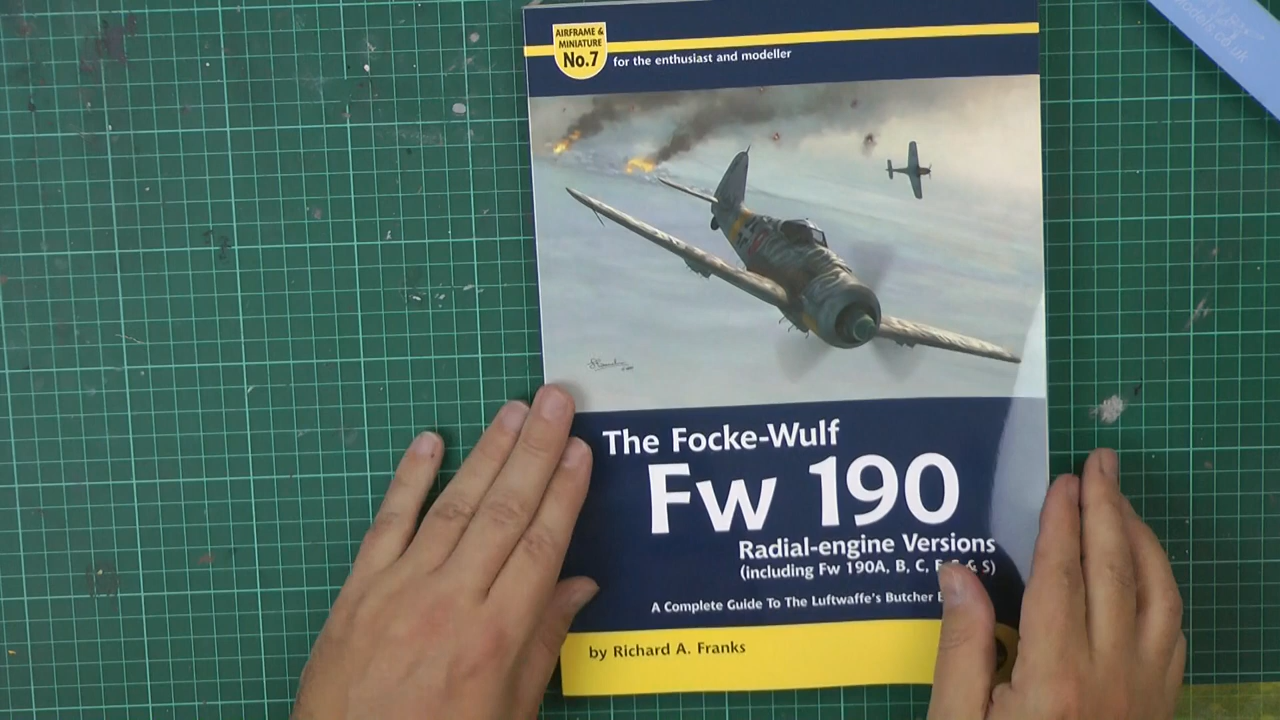 AIRFRAME &
MINIATURE
No.7
for the enthusiast and modeller
The Focke-Wulf
Fw 190
Radial-engine Versions
(including Fw 190A, B, C, F, & S)
A Complete Guide To The Luftwaffe's Butcher
by Richard A. Franks